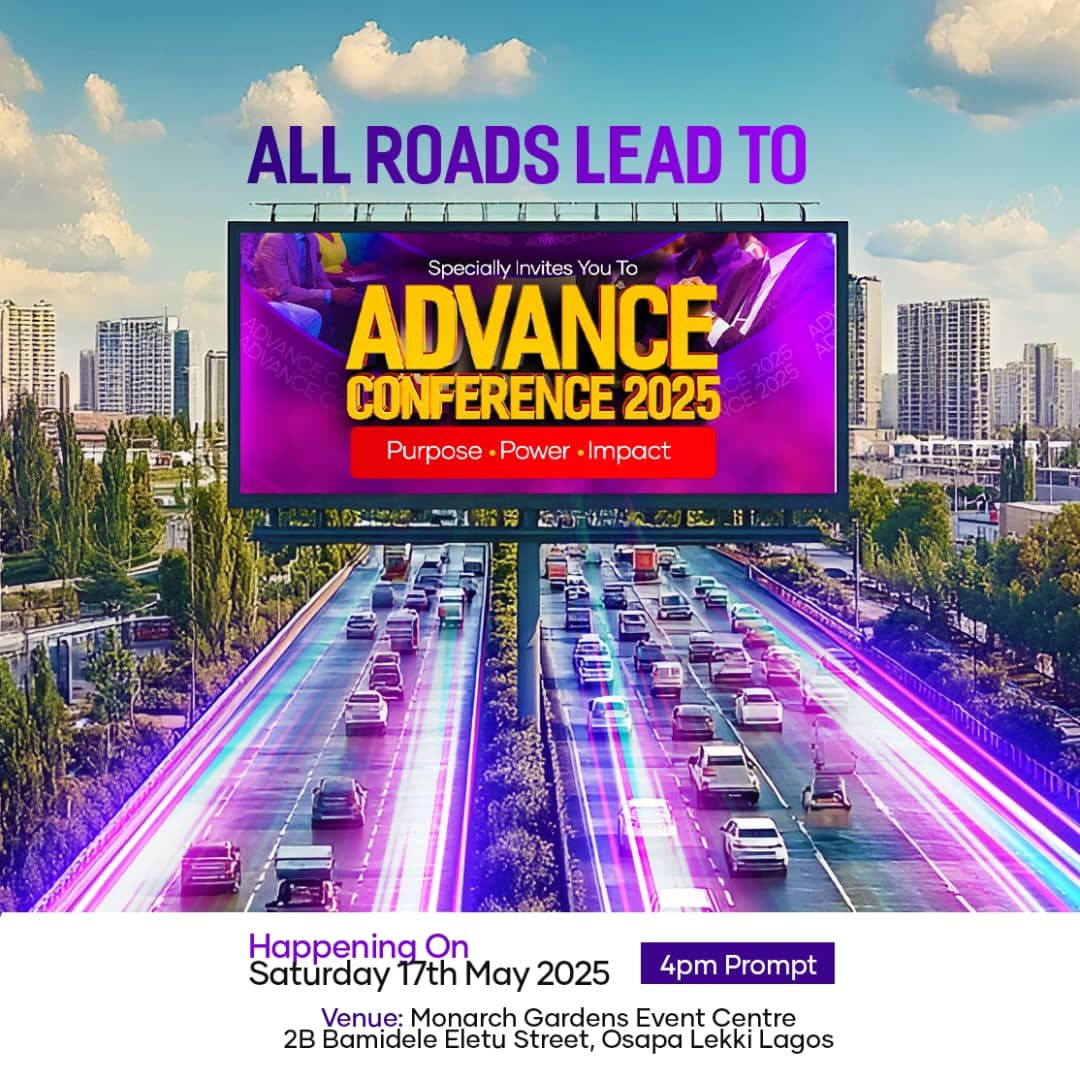 ALL ROADS LEAD TO
Specially Invites You To
ADVANCE
CONFERENCE 2025
Purpose • Power • Impact
Happening On
Saturday 17th May 2025
4pm Prompt
Venue: Monarch Gardens Event Centre
2B Bamidele Eletu Street, Osapa Lekki Lagos